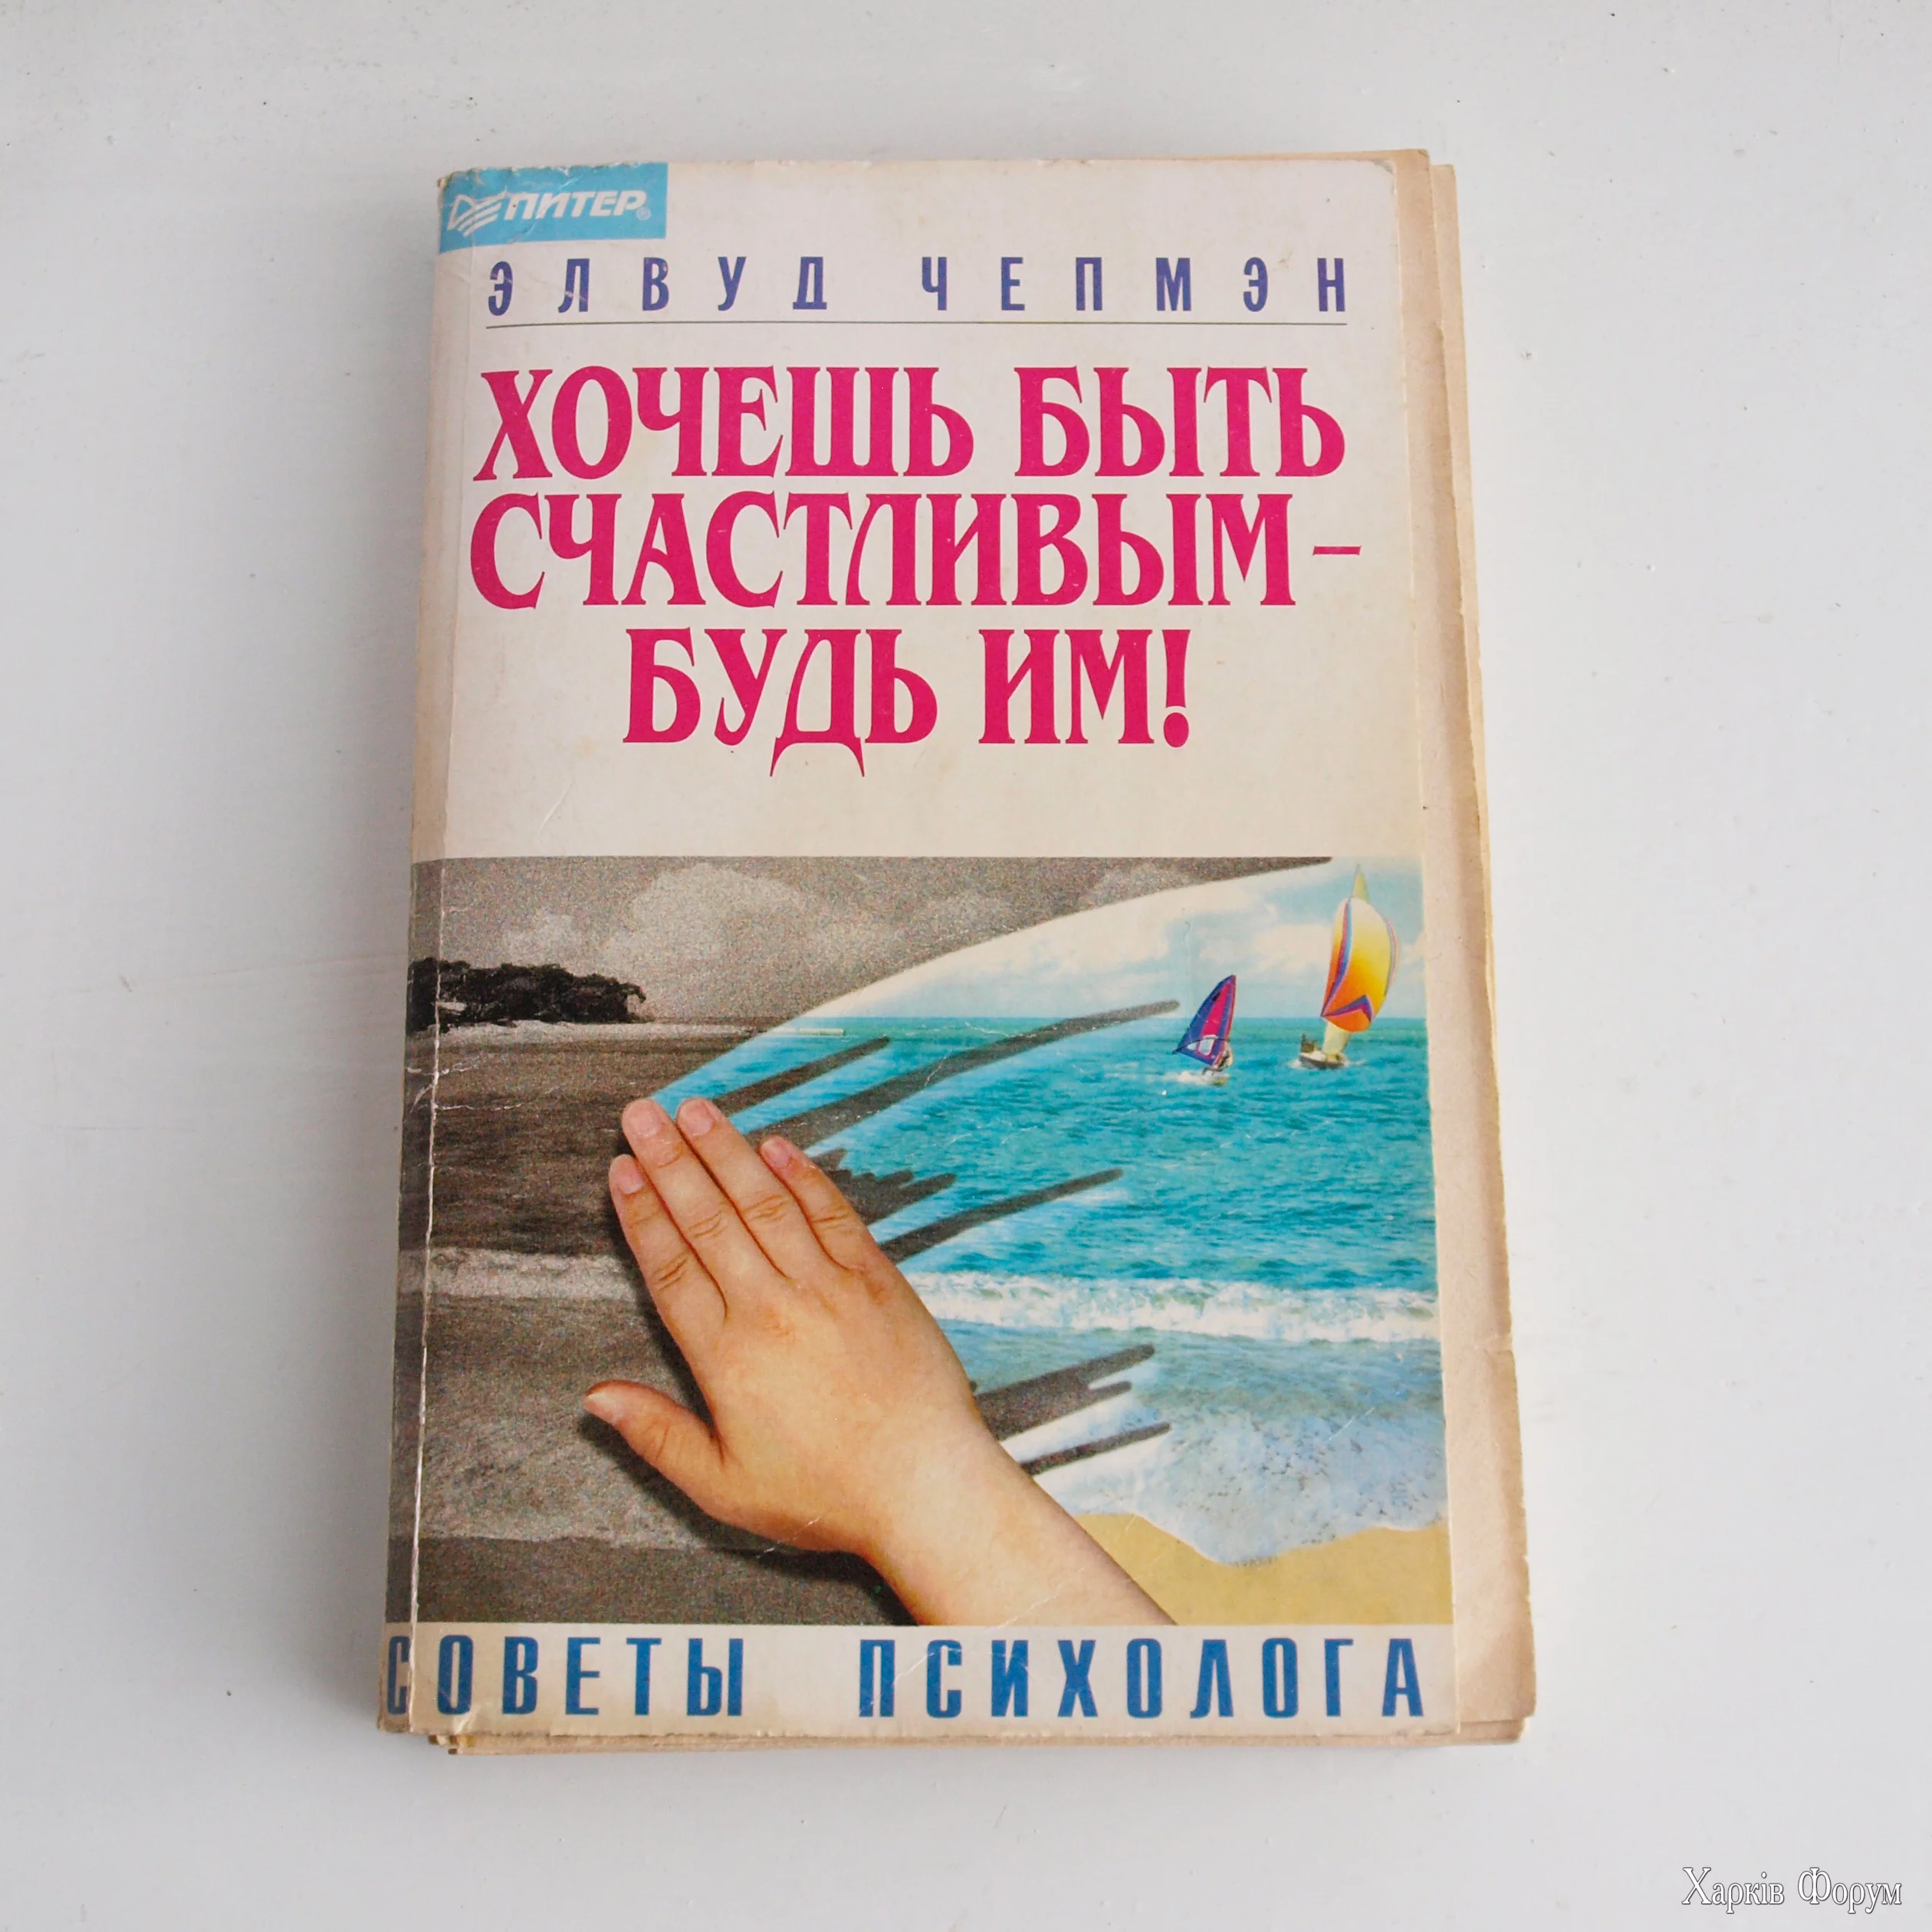 ПИТЕР®
ЭЛВУД ЧЕПМЭН
ХОЧЕШЬ БЫТЬ
СЧАСТЛИВЫМ –
БУДЬ ИМ!
СОВЕТЫ ПСИХОЛОГА
Харків Форум